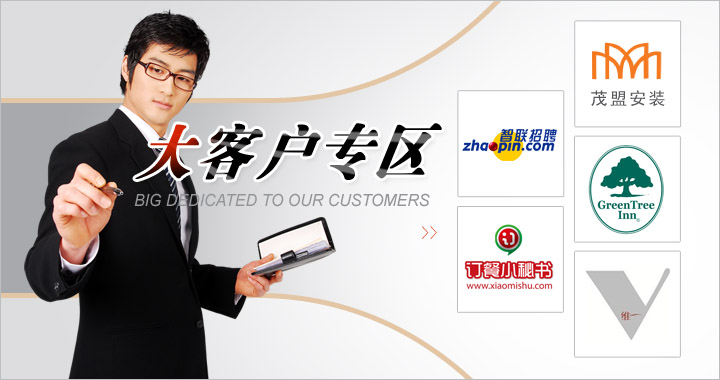 大客户专区
BIG DEDICATED TO OUR CUSTOMERS
>>
智联招聘
zhaopin.com
订
订餐小秘书
www.xiaomishu.com
茂盟安装
GreenTree
Inn®
维一